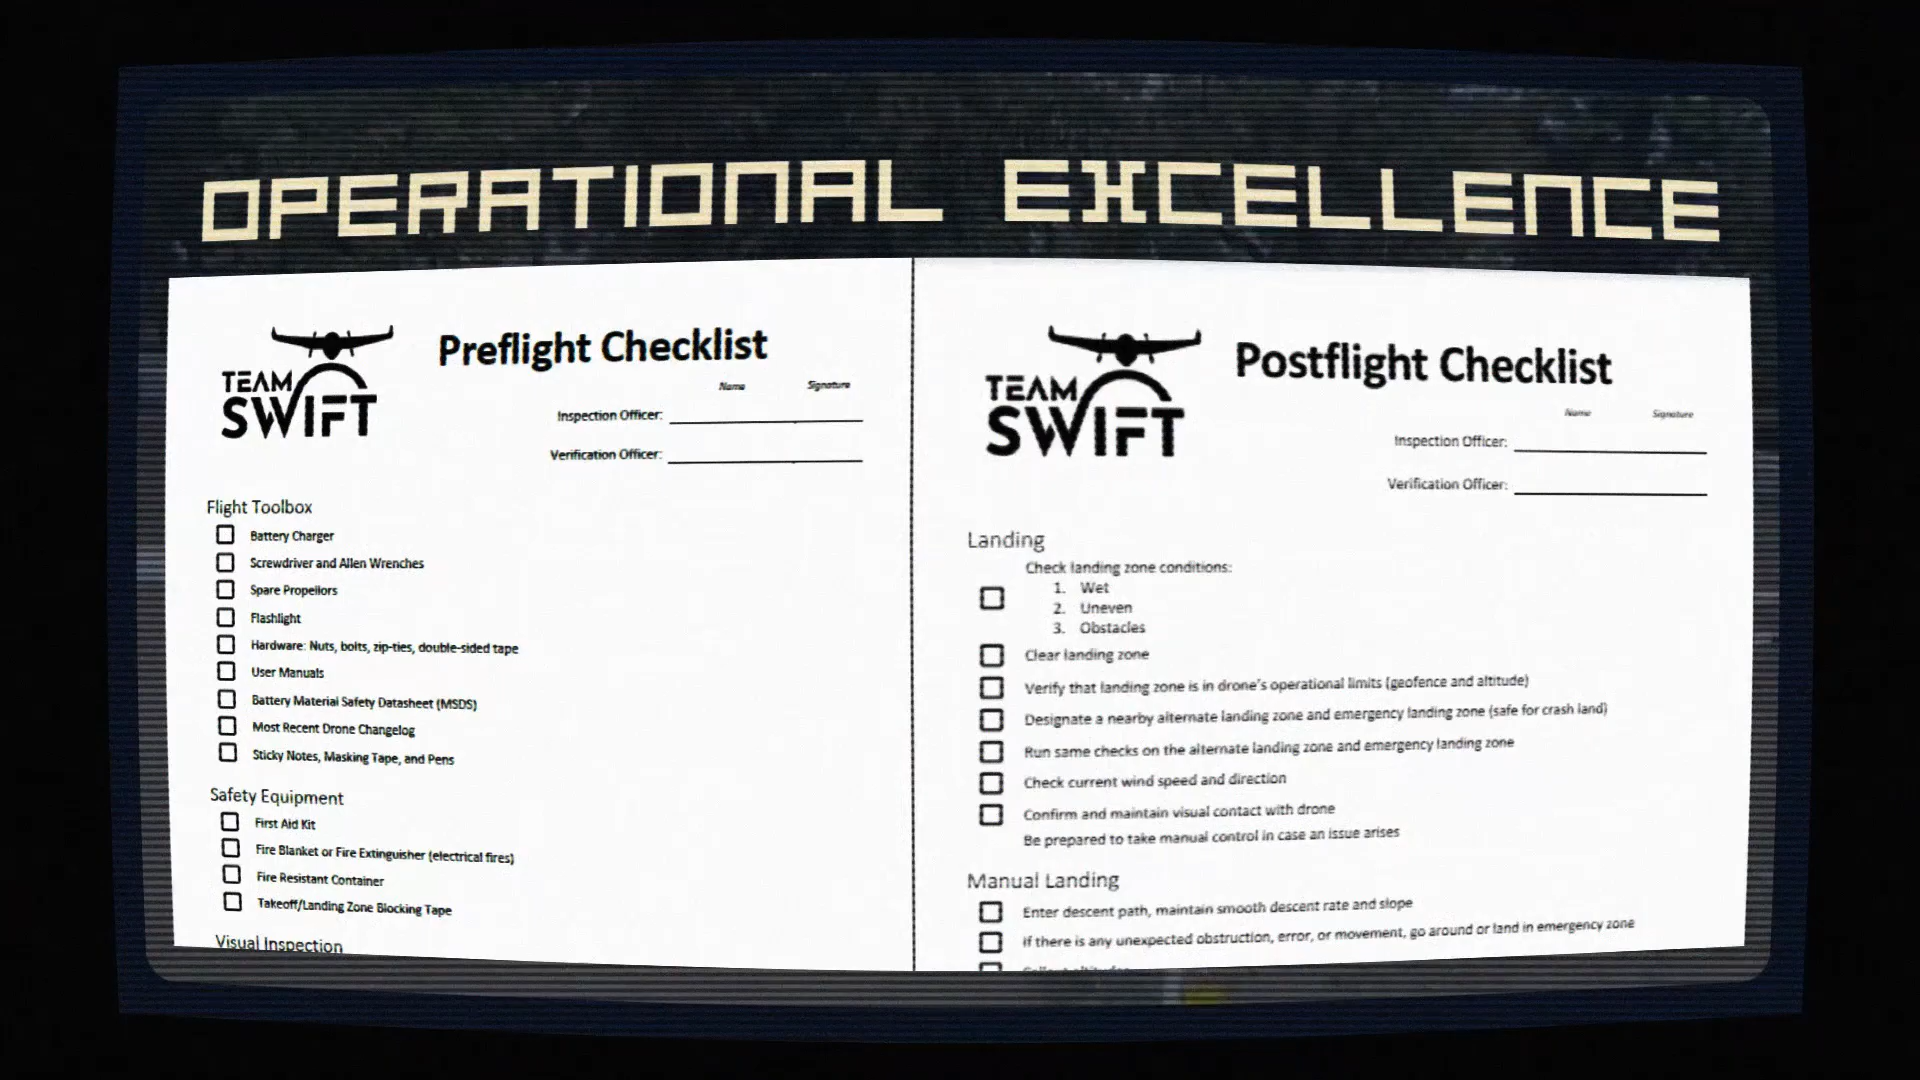 OPERATIONAL EXCELLENCE
TEAM
SWIFT
Preflight Checklist
Name Signature
Inspection Officer:
Verification Officer:
Flight Toolbox
Battery Charger
Screwdriver and Allen Wrenches
Spare Propellors
Flashlight
Hardware: Nuts, bolts, zip-ties, double-sided tape
User Manuals
Battery Material Safety Datasheet (MSDS)
Most Recent Drone Changelog
Sticky Notes, Masking Tape, and Pens
Safety Equipment
First Aid Kit
Fire Blanket or Fire Extinguisher (electrical fires)
Fire Resistant Container
Takeoff/Landing Zone Blocking Tape
Visual Inspection
TEAM
SWIFT
Postflight Checklist
Name Signature
Inspection Officer:
Verification Officer:
Landing
Check landing zone conditions:
1. Wet
2. Uneven
3. Obstacles
Clear landing zone
Verify that landing zone is in drone's operational limits (geofence and altitude)
Designate a nearby alternate landing zone and emergency landing zone (safe for crash land)
Run same checks on the alternate landing zone and emergency landing zone
Check current wind speed and direction
Confirm and maintain visual contact with drone
Be prepared to take manual control in case an issue arises
Manual Landing
Enter descent path, maintain smooth descent rate and slope
If there is any unexpected obstruction, error, or movement, go around or land in emergency zone